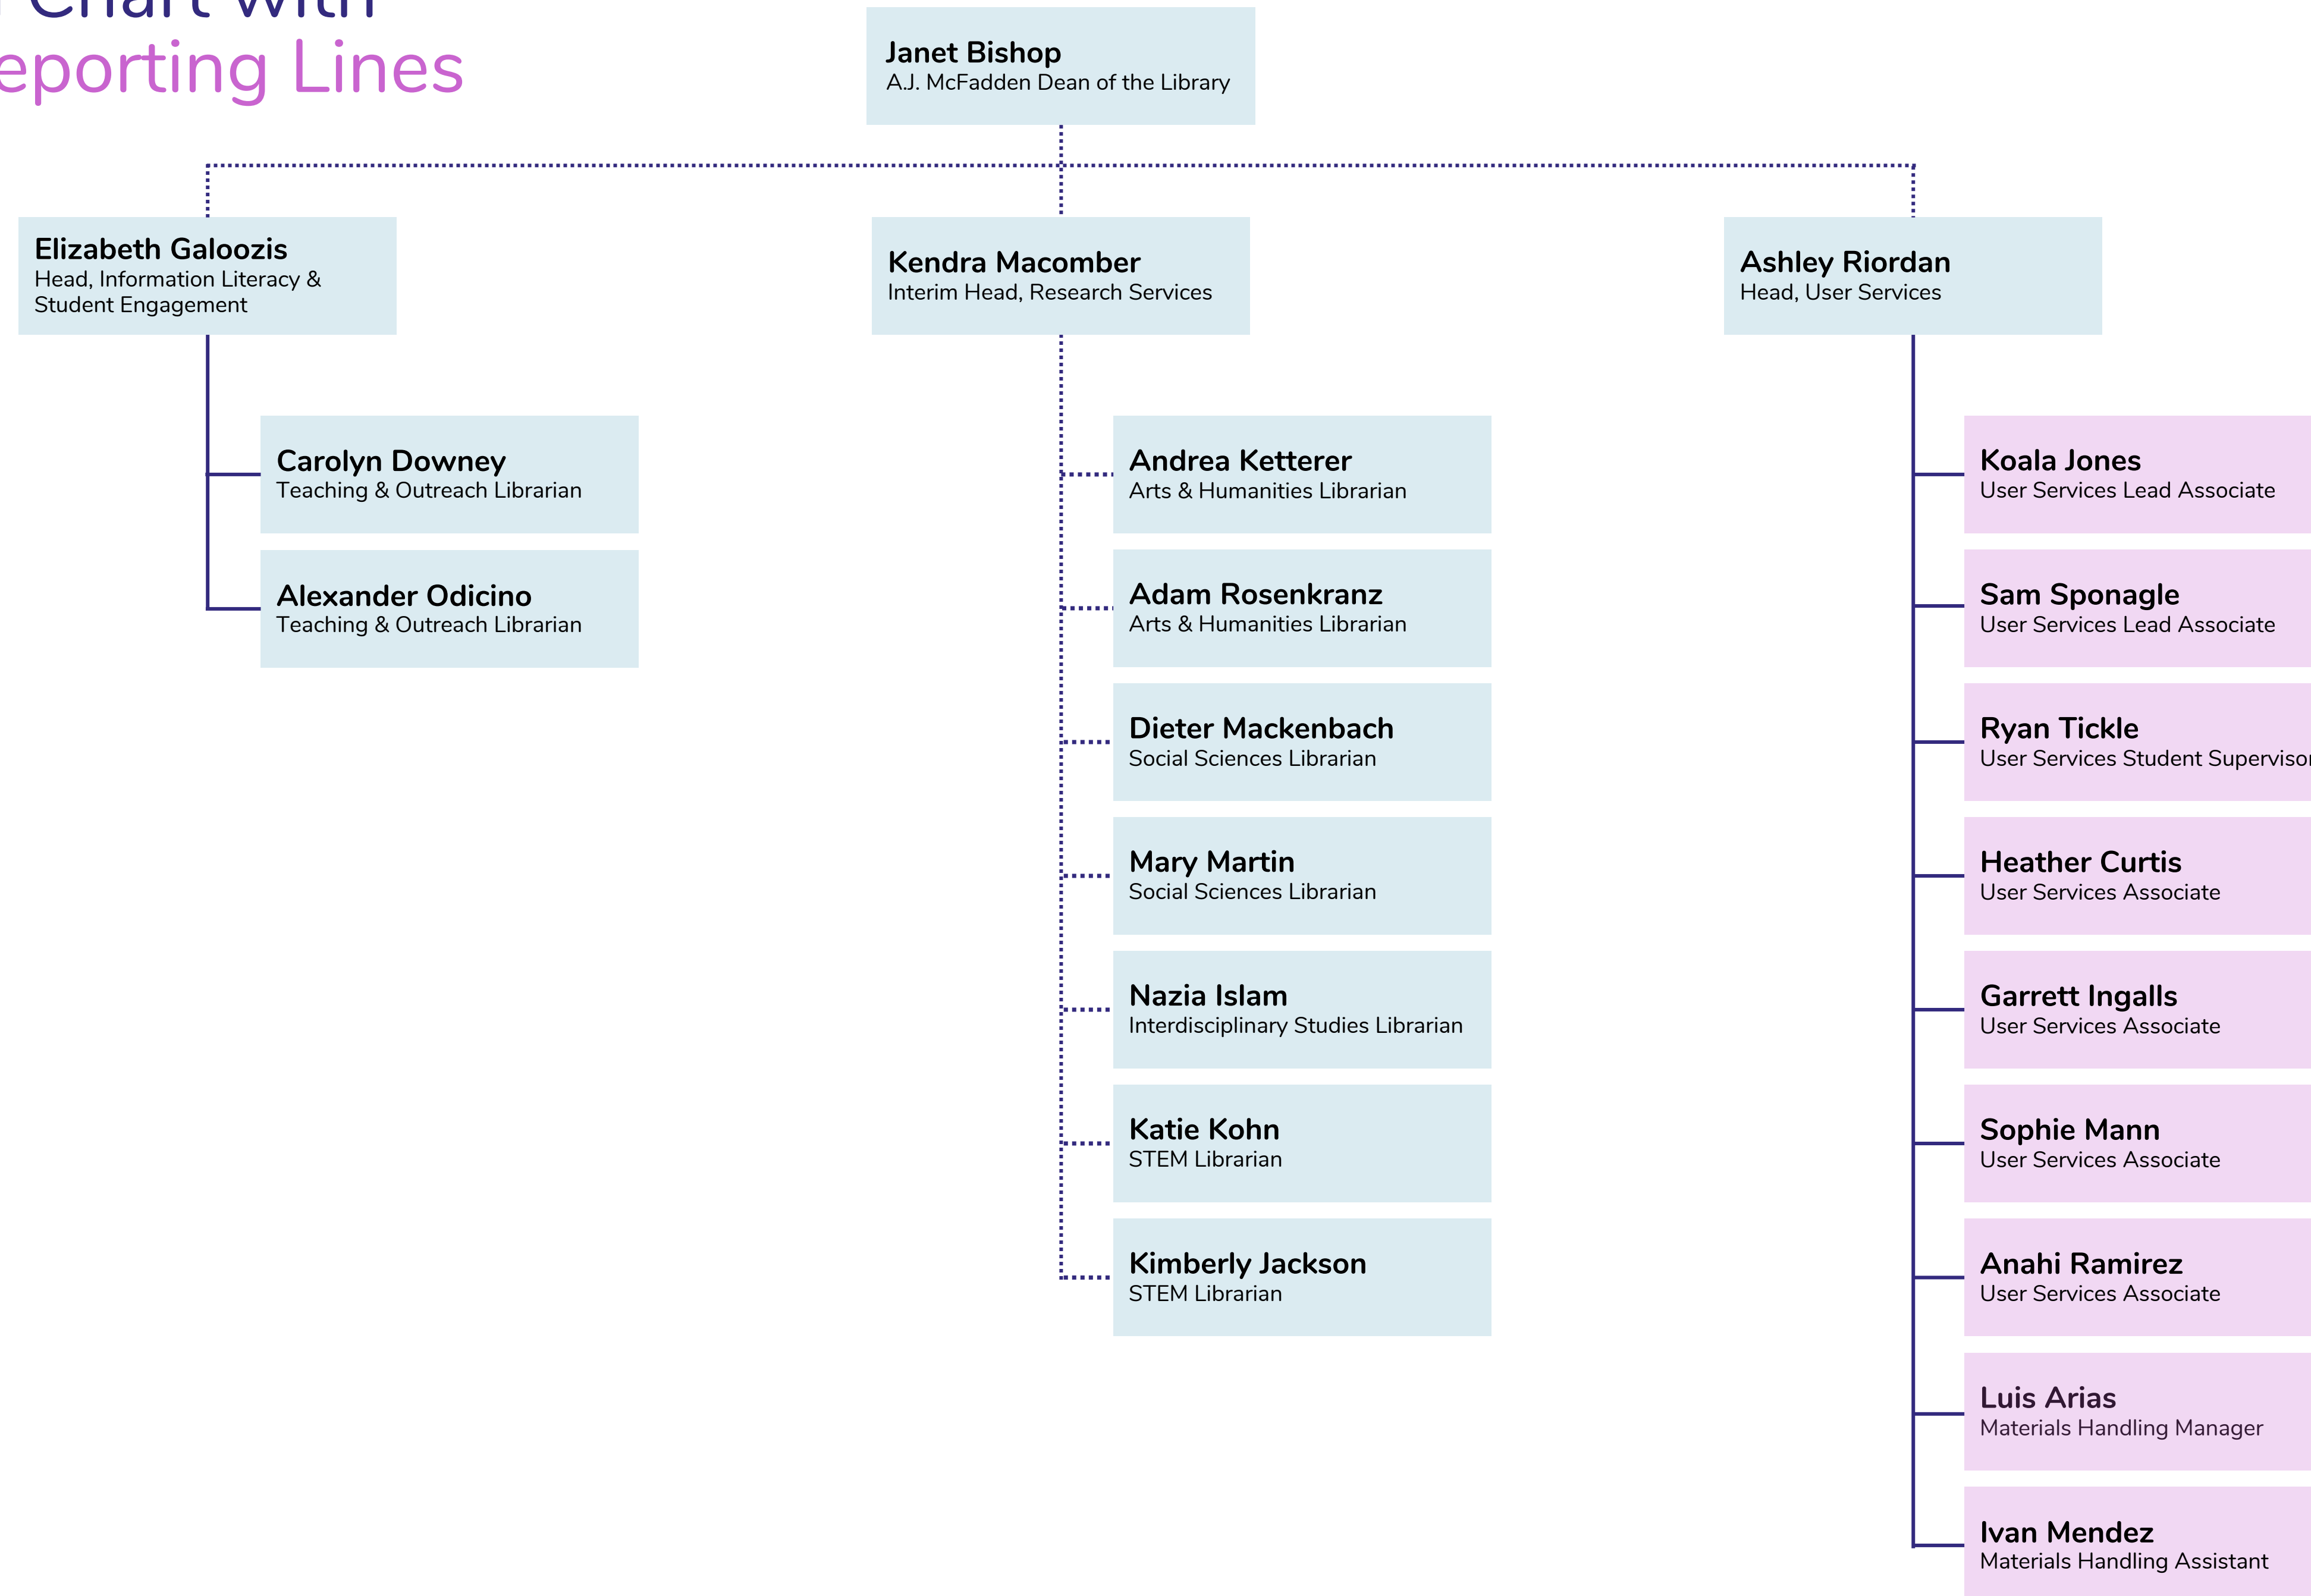 Chart with
eporting Lines
Janet Bishop
A.J. McFadden Dean of the Library
Elizabeth Galoozis
Head, Information Literacy &
Student Engagement
Carolyn Downey
Teaching & Outreach Librarian
Alexander Odicino
Teaching & Outreach Librarian
Kendra Macomber
Interim Head, Research Services
Andrea Ketterer
Arts & Humanities Librarian
Adam Rosenkranz
Arts & Humanities Librarian
Dieter Mackenbach
Social Sciences Librarian
Mary Martin
Social Sciences Librarian
Nazia Islam
Interdisciplinary Studies Librarian
Katie Kohn
STEM Librarian
Kimberly Jackson
STEM Librarian
Ashley Riordan
Head, User Services
Koala Jones
User Services Lead Associate
Sam Sponagle
User Services Lead Associate
Ryan Tickle
User Services Student Supervisor
Heather Curtis
User Services Associate
Garrett Ingalls
User Services Associate
Sophie Mann
User Services Associate
Anahi Ramirez
User Services Associate
Luis Arias
Materials Handling Manager
Ivan Mendez
Materials Handling Assistant